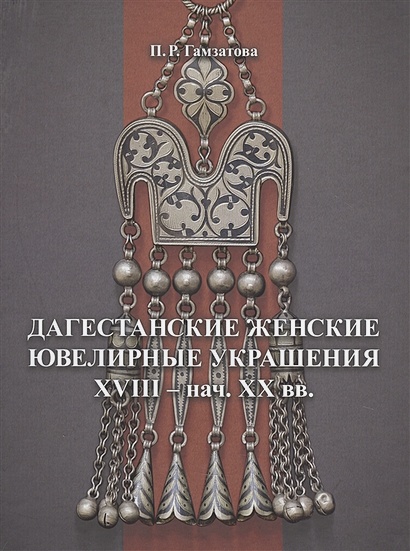 П. Р. Гамзатова
ДАГЕСТАНСКИЕ ЖЕНСКИЕ
ЮВЕЛИРНЫЕ УКРАШЕНИЯ
XVIII – нач. XX вв.